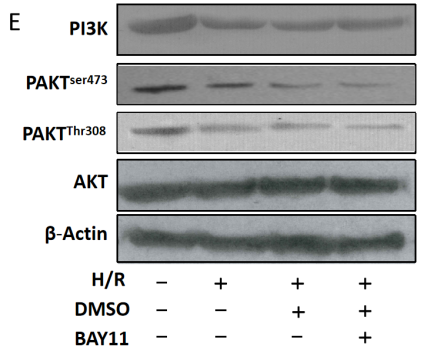 E
PI3K
PAKTser473
PAKTThr308
AKT
β-Actin
H/R − + + +
DMSO − − + +
BAY11 − − − +